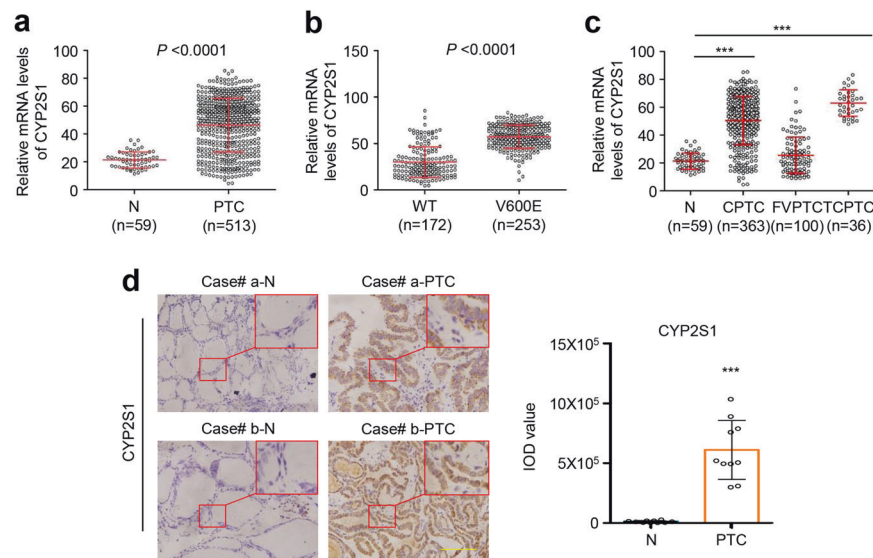 a
P <0.0001
Relative mRNA levels
of CYP2S1
100
80
60
40
20
0
N
(n=59)
PTC
(n=513)
b
P <0.0001
Relative mRNA
levels of CYP2S1
150
100
50
0
WT
(n=172)
V600E
(n=253)
c
***
***
Relative mRNA
levels of CYP2S1
100
80
60
40
20
0
N CPTC FVPTCTCPTC
(n=59)(n=363)(n=100)(n=36)
d
CYP2S1
Case# a-N
Case# a-PTC
Case# b-N
Case# b-PTC
CYP2S1
IOD value
15X10⁵
10X10⁵
5X10⁵
0
***
N
PTC